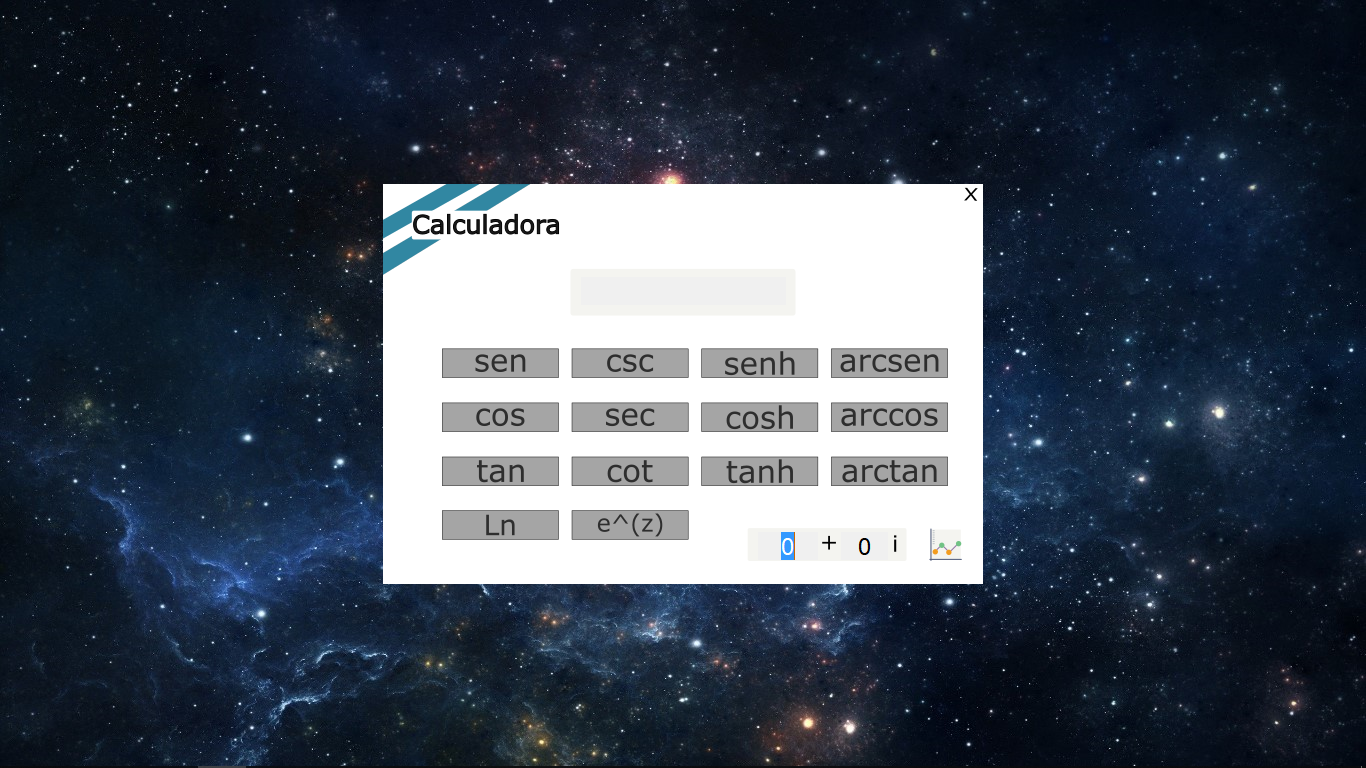 X
Calculadora
sen csc senh arcsen
cos sec cosh arccos
tan cot tanh arctan
Ln e^(z)
0 + 0 i